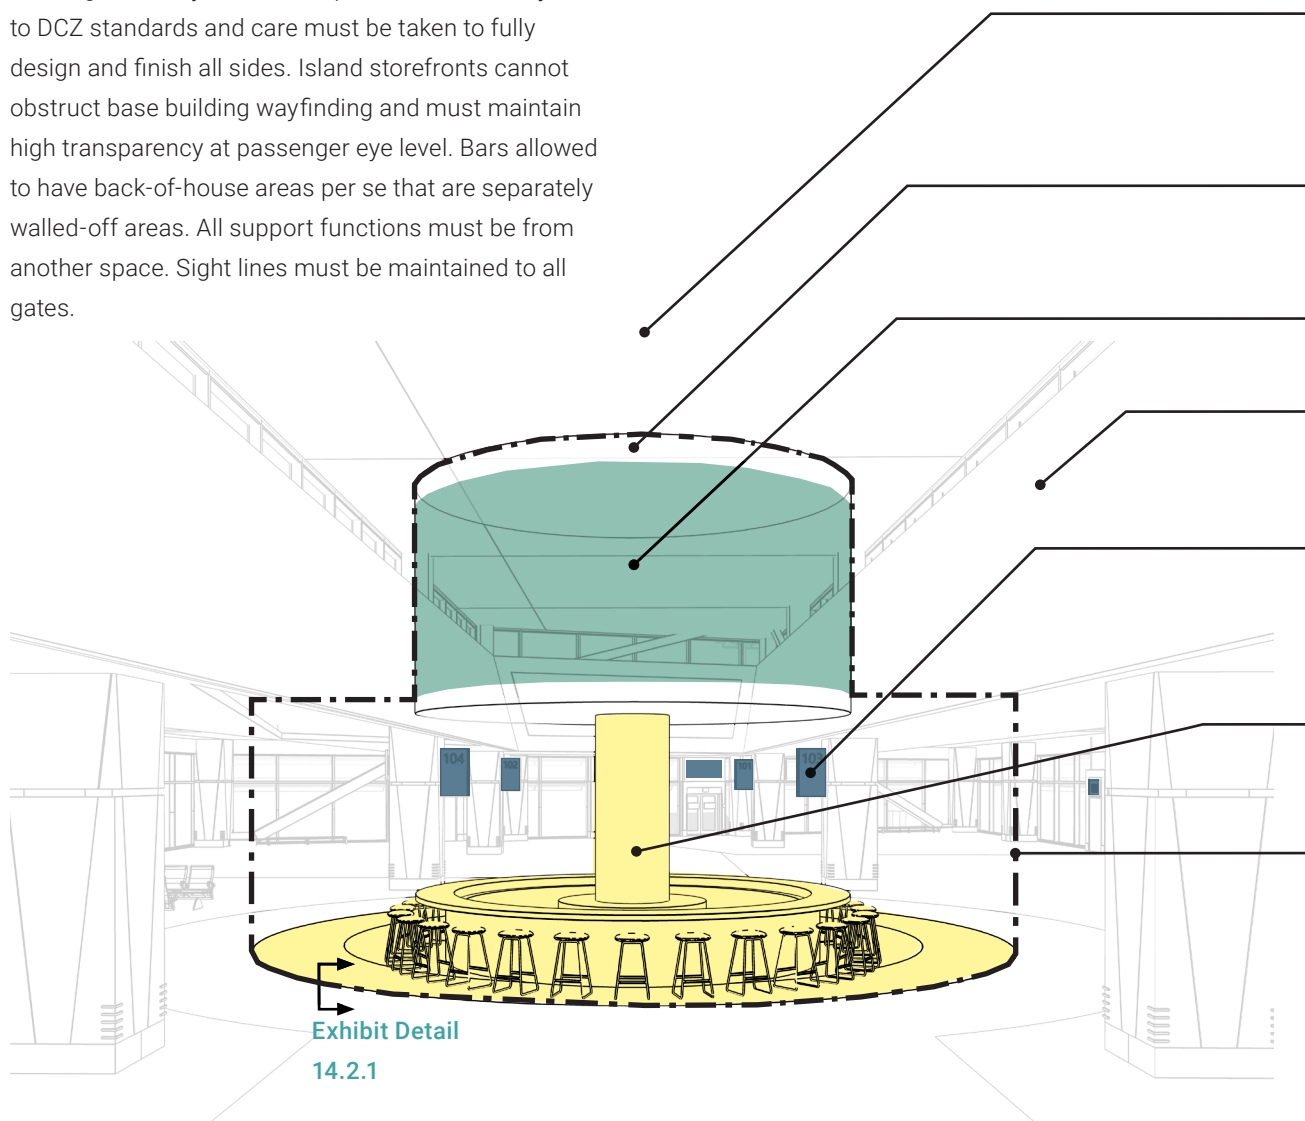 to DCZ standards and care must be taken to fully
design and finish all sides. Island storefronts cannot
obstruct base building wayfinding and must maintain
high transparency at passenger eye level. Bars allowed
to have back-of-house areas per se that are separately
walled-off areas. All support functions must be from
another space. Sight lines must be maintained to all
gates.
104
102
101
103
Exhibit Detail
14.2.1